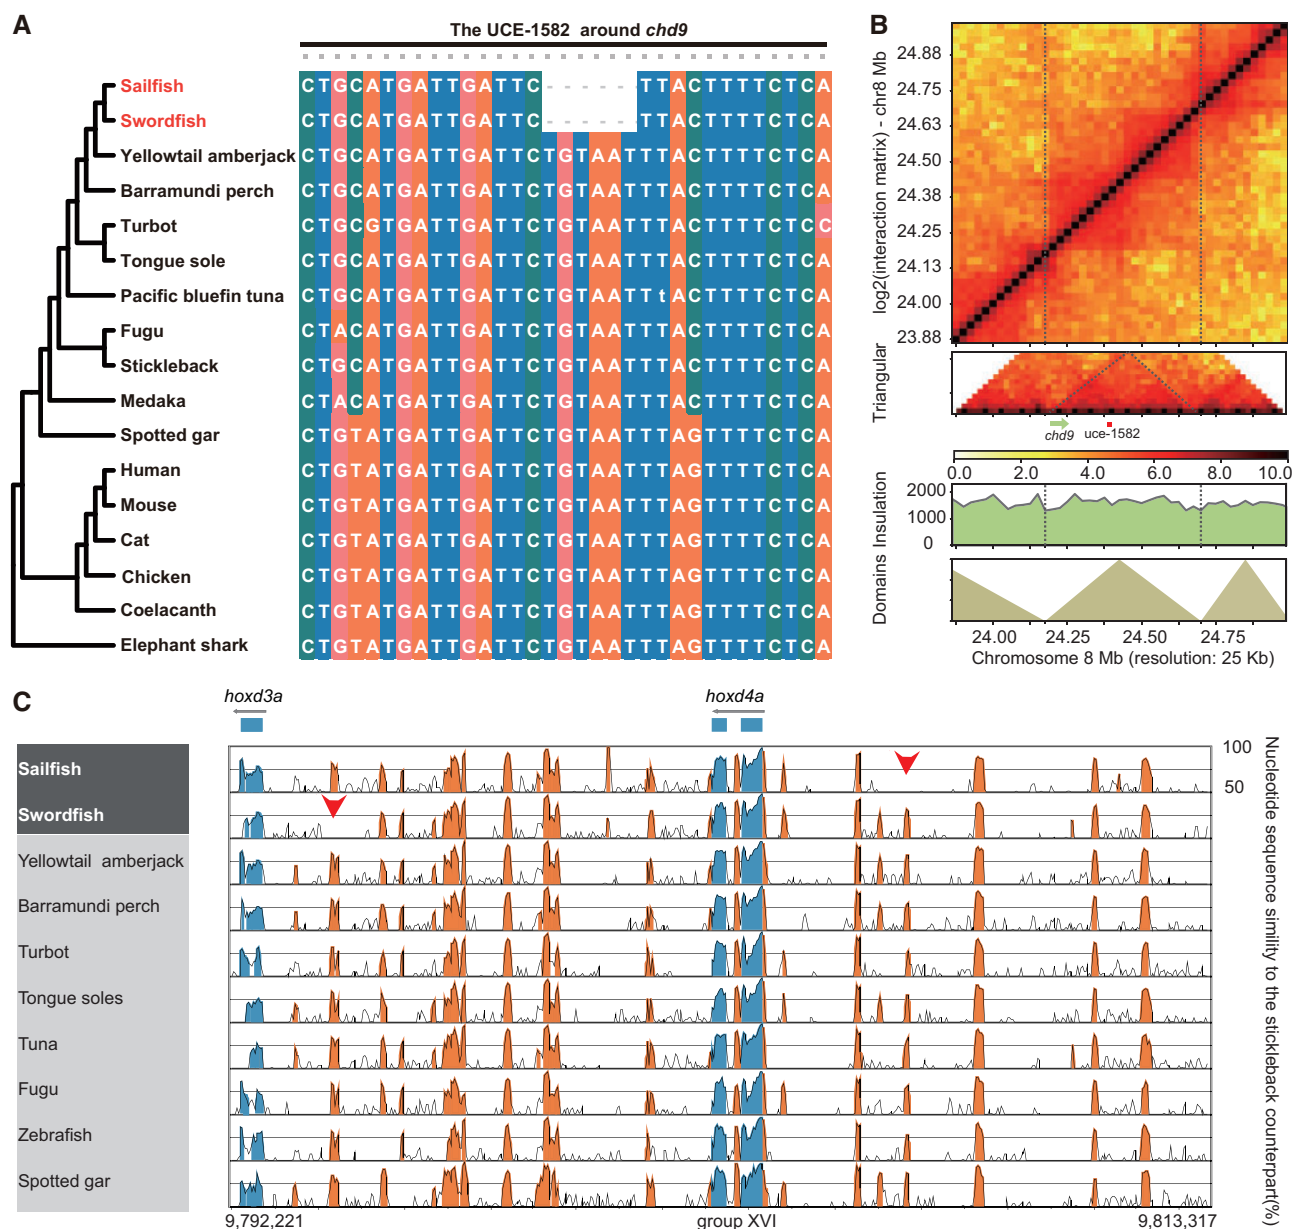 A
The UCE-1582 around chd9
Sailfish CTGCATGATTGATTC------TTACTTTTCTCA
Swordfish CTGCATGATTGATTC------TTACTTTTCTCA
Yellowtail amberjack CTGCATGATTGATTCTGTAATTTACTTTTCTCA
Barramundi perch CTGCATGATTGATTCTGTAATTTACTTTTCTCA
Turbot CTGCGTGATTGATTCTGTAATTTACTTTTCTCC
Tongue sole CTGCATGATTGATTCTGTAATTTACTTTTCTCA
Pacific bluefin tuna CTGCATGATTGATTCTGTAATTtACTTTTCTCA
Fugu CTACATGATTGATTCTGTAATTTACTTTTCTCA
Stickleback CTGCATGATTGATTCTGTAATTTACTTTTCTCA
Medaka CTACATGATTGATTCTGTAATTTACTTTTCTCA
Spotted gar CTGTATGATTGATTCTGTAATTTAGTTTTCTCA
Human CTGTATGATTGATTCTGTAATTTAGTTTTCTCA
Mouse CTGTATGATTGATTCTGTAATTTAGTTTTCTCA
Cat CTGTATGATTGATTCTGTAATTTAGTTTTCTCA
Chicken CTGTATGATTGATTCTGTAATTTAGTTTTCTCA
Coelacanth CTGTATGATTGATTCTGTAATTTAGTTTTCTCA
Elephant shark CTGTATGATTGATTCTGTAATTTAGTTTTCTCA
B
log2(interaction matrix) - chr8 Mb
24.88
24.75
24.63
24.50
24.38
24.25
24.13
24.00
23.88
Triangular
chd9 uce-1582
0.0 2.0 4.0 6.0 8.0 10.0
Insulation
2000
1000
0
Domains
24.00 24.25 24.50 24.75
Chromosome 8 Mb (resolution: 25 Kb)
C
hoxd3a hoxd4a
Sailfish
Swordfish
Yellowtail amberjack
Barramundi perch
Turbot
Tongue soles
Tuna
Fugu
Zebrafish
Spotted gar
100
50
Nucleotide sequence simility to the stickleback counterpart(%)
9,792,221 group XVI 9,813,317